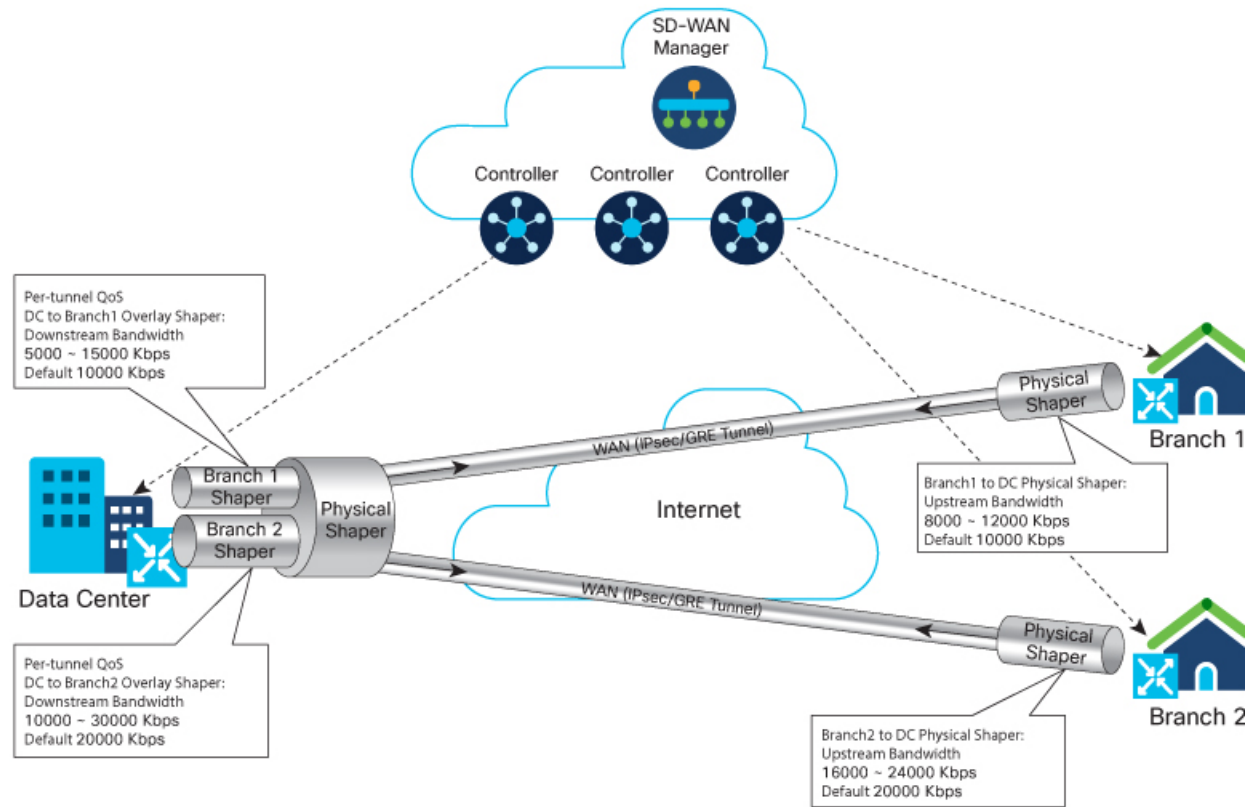 SD-WAN
Manager
Controller
Controller
Controller
Per-tunnel QoS
DC to Branch1 Overlay Shaper:
Downstream Bandwidth
5000 ~ 15000 Kbps
Default 10000 Kbps
Physical
Shaper
Branch 1
WAN (IPsec/GRE Tunnel)
Branch 1
Shaper
Branch 2
Shaper
Physical
Shaper
Internet
Branch1 to DC Physical Shaper:
Upstream Bandwidth
8000 ~ 12000 Kbps
Default 10000 Kbps
Data Center
WAN (IPsec/GRE Tunnel)
Physical
Shaper
Branch 2
Per-tunnel QoS
DC to Branch2 Overlay Shaper:
Downstream Bandwidth
10000 ~ 30000 Kbps
Default 20000 Kbps
Branch2 to DC Physical Shaper:
Upstream Bandwidth
16000 ~ 24000 Kbps
Default 20000 Kbps